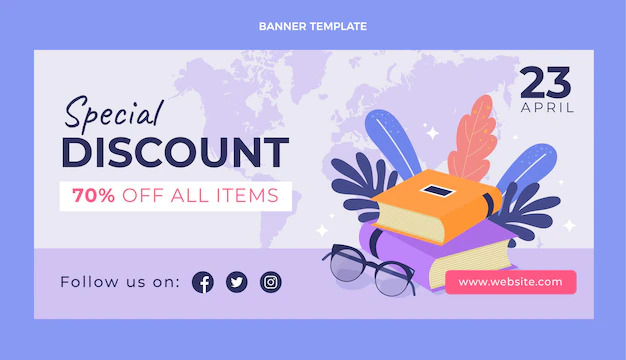 BANNER TEMPLATE
Special
DISCOUNT
70% OFF ALL ITEMS
23
APRIL
Follow us on:
www.website.com